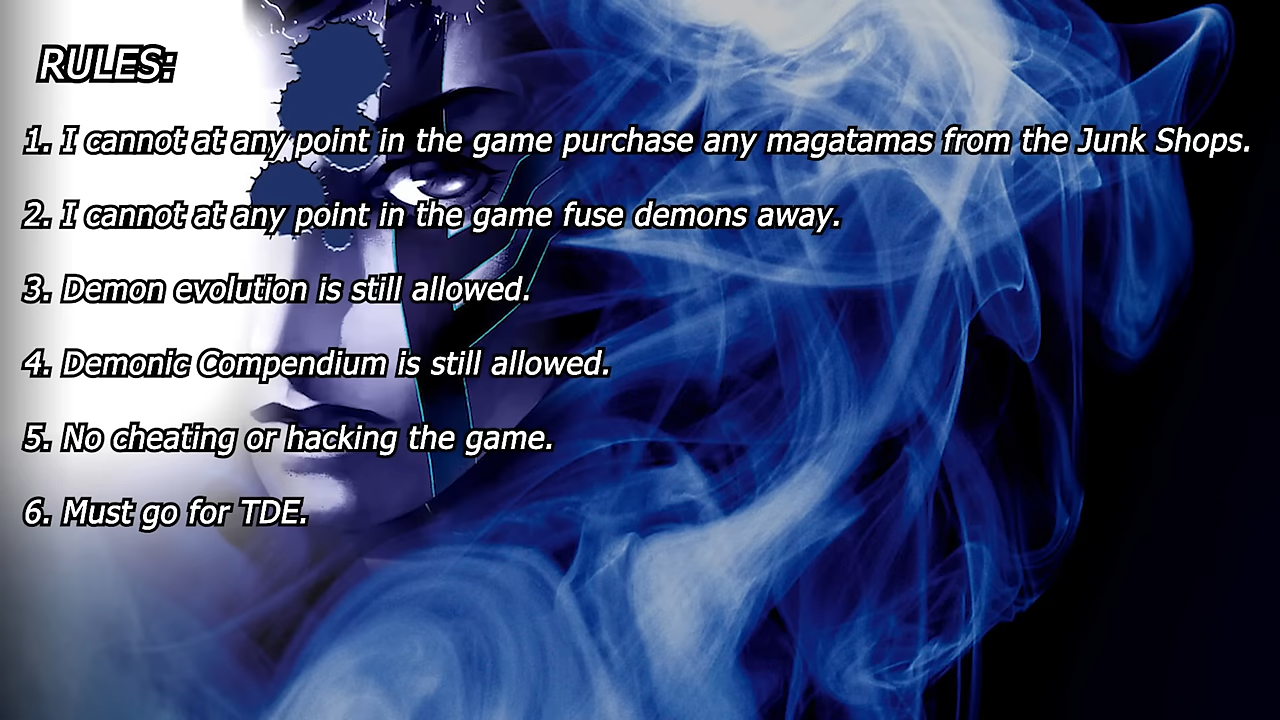 RULES:
1. I cannot at any point in the game purchase any magatamas from the Junk Shops.
2. I cannot at any point in the game fuse demons away.
3. Demon evolution is still allowed.
4. Demonic Compendium is still allowed.
5. No cheating or hacking the game.
6. Must go for TDE.